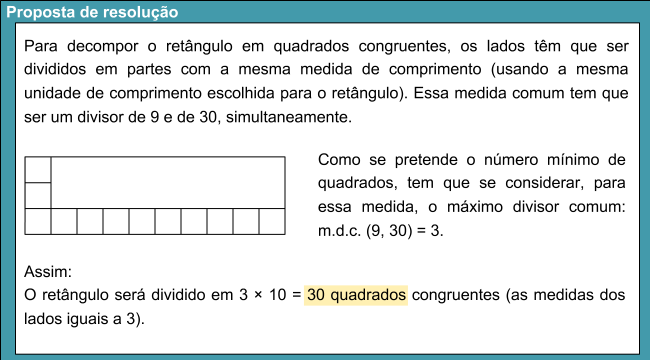 Proposta de resolução
Para decompor o retângulo em quadrados congruentes, os lados têm que ser
divididos em partes com a mesma medida de comprimento (usando a mesma
unidade de comprimento escolhida para o retângulo). Essa medida comum tem que
ser um divisor de 9 e de 30, simultaneamente.
Como se pretende o número mínimo de
quadrados, tem que se considerar, para
essa medida, o máximo divisor comum:
m.d.c. (9, 30) = 3.
Assim:
O retângulo será dividido em 3 × 10 = 30 quadrados congruentes (as medidas dos
lados iguais a 3).